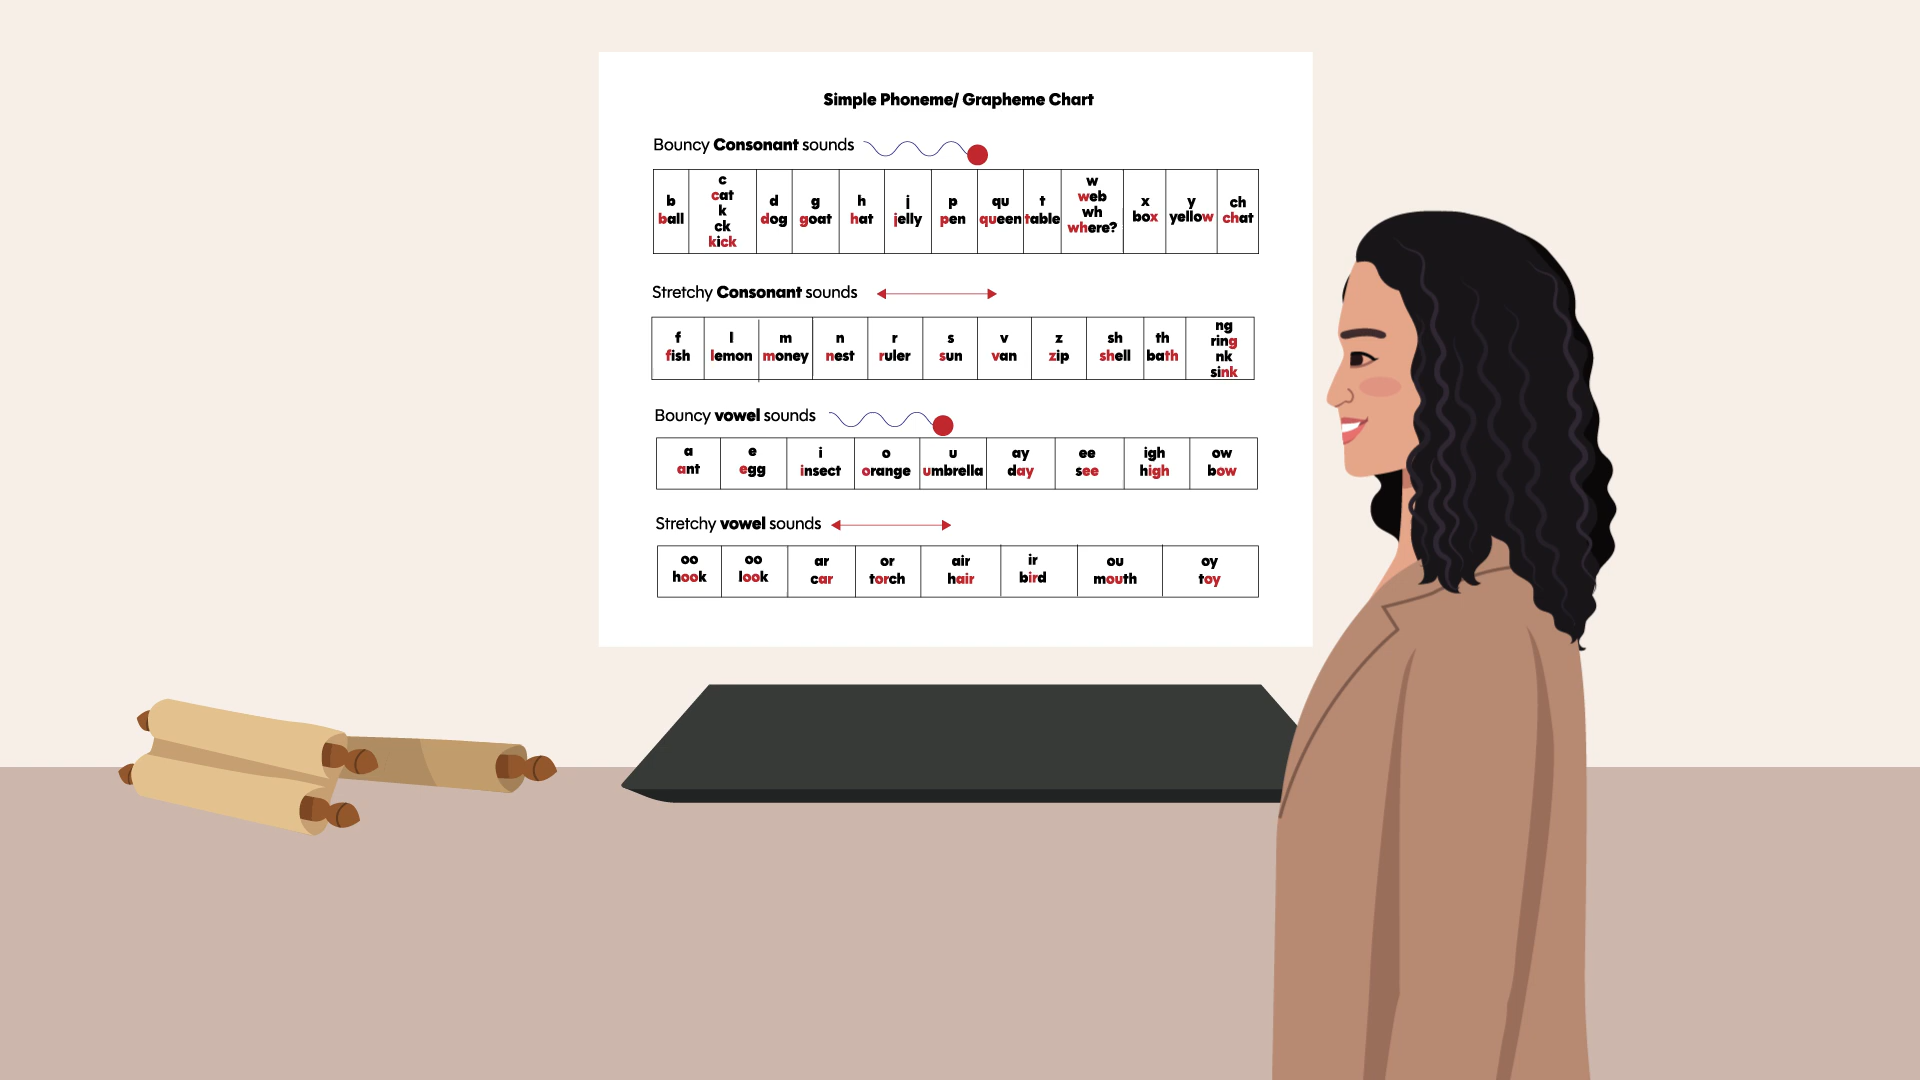 Simple Phoneme/ Grapheme Chart
Bouncy Consonant sounds
b
ball
c
cat
k
ck
kick
d
dog
g
goat
h
hat
j
jelly
p
pen
qu
queen
t
table
w
web
wh
where?
x
box
y
yellow
ch
chat
Stretchy Consonant sounds
f
fish
l
lemon
m
money
n
nest
r
ruler
s
sun
v
van
z
zip
sh
shell
th
bath
ng
ring
nk
sink
Bouncy vowel sounds
a
ant
e
egg
i
insect
o
orange
u
umbrella
ay
day
ee
see
igh
high
ow
bow
Stretchy vowel sounds
oo
hook
oo
look
ar
car
or
torch
air
hair
ir
bird
ou
mouth
oy
toy